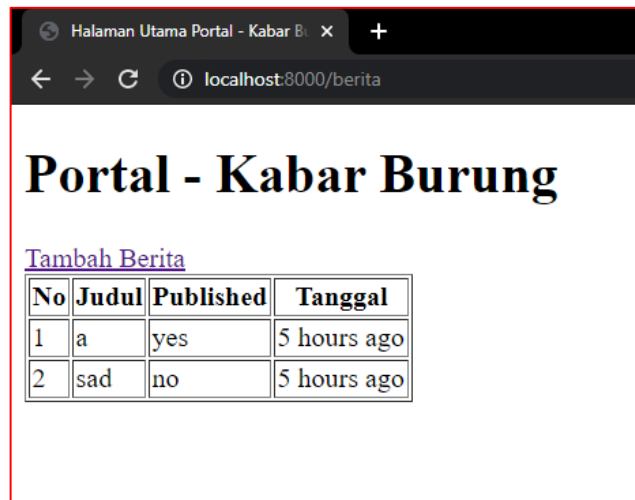 Halaman Utama Portal - Kabar B
localhost:8000/berita
Portal - Kabar Burung
Tambah Berita
No Judul Published Tanggal
1 a yes 5 hours ago
2 sad no 5 hours ago